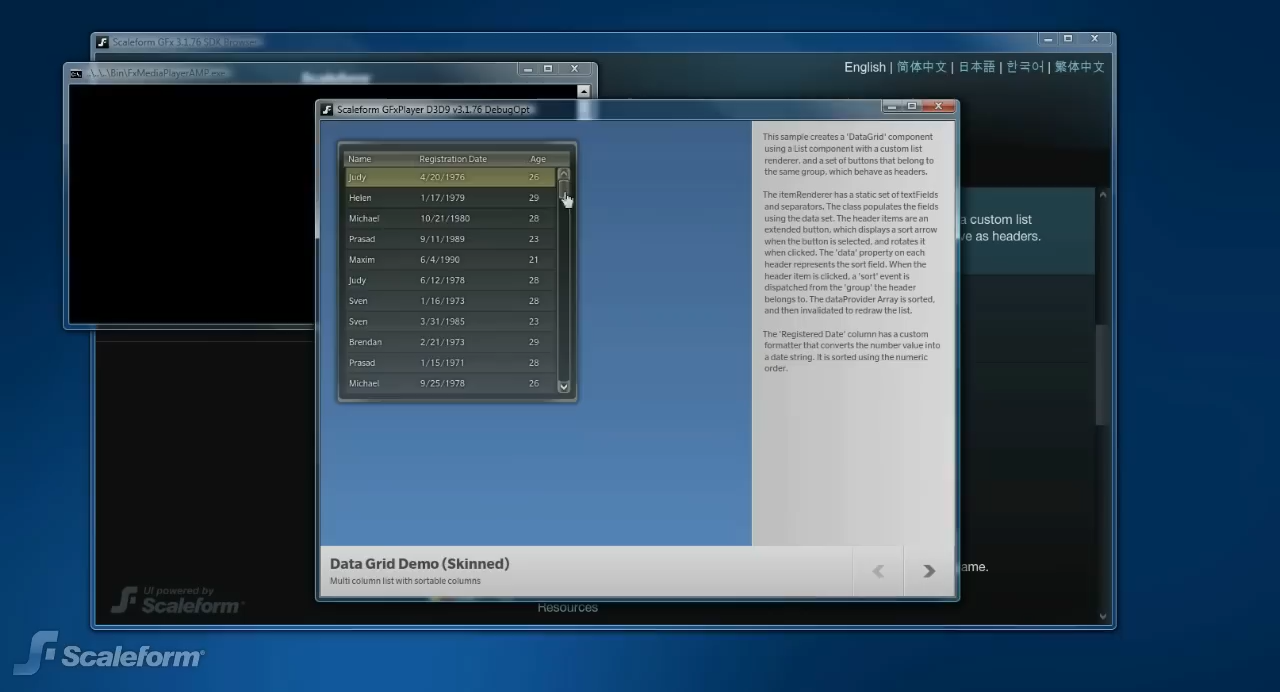 Scaleform GFx 3.1.76 SDK Browser
..\..\..\Bin\FxMediaPlayerAMP.exe
Scaleform
English | 简体中文 | 日本語 | 한국어 | 繁体中文
Scaleform GFxPlayer D3D9 v3.1.76 DebugOpt
Name Registration Date Age
Judy 4/20/1976 26
Helen 1/17/1979 29
Michael 10/21/1980 28
Prasad 9/11/1989 23
Maxim 6/4/1990 21
Judy 6/12/1978 28
Sven 1/16/1973 28
Sven 3/31/1985 23
Brendan 2/21/1973 29
Prasad 1/15/1971 28
Michael 9/25/1978 26
This sample creates a 'DataGrid' component
using a List component with a custom list
renderer, and a set of buttons that belong to
the same group, which behave as headers.
The itemRenderer has a static set of textFields
and separators. The class populates the fields
using the data set. The header items are an
extended button, which displays a sort arrow
when the button is selected, and rotates it
when clicked. The 'data' property on each
header represents the sort field. When the
header item is clicked, a 'sort' event is
dispatched from the 'group' the header
belongs to. The dataProvider Array is sorted,
and then invalidated to redraw the list.
The 'Registered Date' column has a custom
formatter that converts the number value into
a date string. It is sorted using the numeric
order.
a custom list
ve as headers.
Data Grid Demo (Skinned)
Multi column list with sortable columns
ame.
UI powered by
Scaleform
Resources
Scaleform